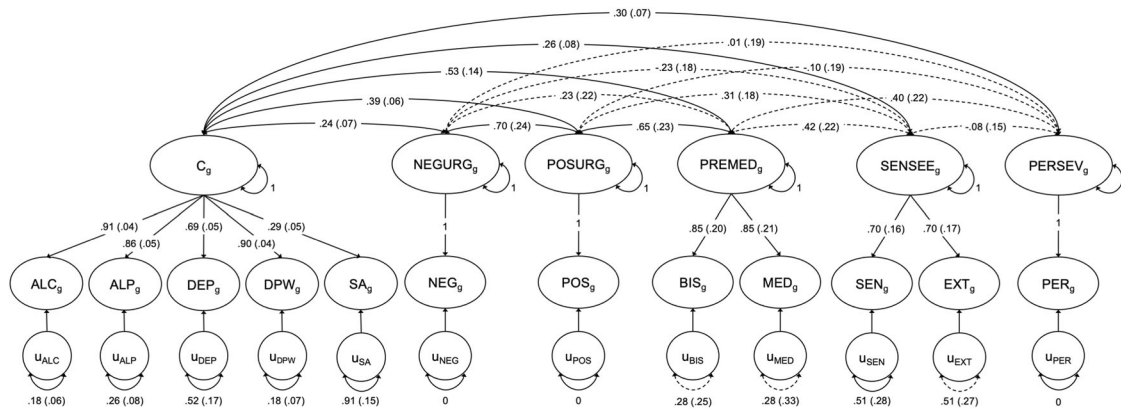 .30 (.07)
.26 (.08)
.01 (.19)
.53 (.14)
-.23 (.18)
-.10 (.19)
.39 (.06)
.23 (.22)
.31 (.18)
.40 (.22)
.24 (.07)
.70 (.24)
.65 (.23)
.42 (.22)
-.08 (.15)
Cg
NEGURGg
POSURGg
PREMEDg
SENSEEg
PERSEVg
1
1
1
1
1
1
.91 (.04)
.86 (.05)
.69 (.05)
.90 (.04)
.29 (.05)
1
1
.85 (.20)
.85 (.21)
.70 (.16)
.70 (.17)
1
ALCg
ALPg
DEPg
DPWg
SAg
NEGg
POSg
BISg
MEDg
SENg
EXTg
PERg
uALC
uALP
uDEP
uDPW
uSA
uNEG
uPOS
uBIS
uMED
uSEN
uEXT
uPER
.18 (.06)
.26 (.08)
.52 (.17)
.18 (.07)
.91 (.15)
0
0
.28 (.25)
.28 (.33)
.51 (.28)
.51 (.27)
0